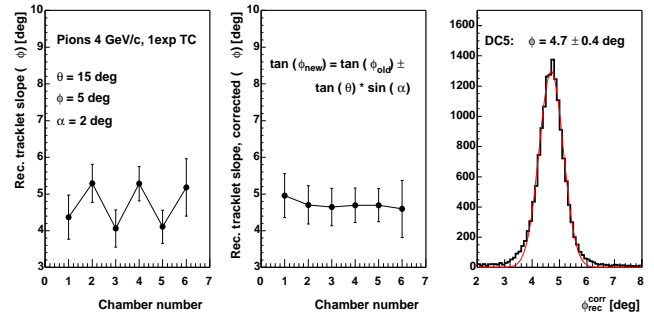 Rec. tracklet slope ( ϕ) [deg]
10
9
8
7
6
5
4
3
Pions 4 GeV/c, 1exp TC
θ = 15 deg
ϕ = 5 deg
α = 2 deg
0 1 2 3 4 5 6 7
Chamber number
Rec. tracklet slope, corrected ( ϕ) [deg]
10
9
8
7
6
5
4
3
tan (ϕnew) = tan (ϕold) ±
tan (θ) * sin (α)
0 1 2 3 4 5 6 7
Chamber number
1600
1400
1200
1000
800
600
400
200
0
DC5: ϕ = 4.7 ± 0.4 deg
2 3 4 5 6 7 8
ϕ corr rec [deg]